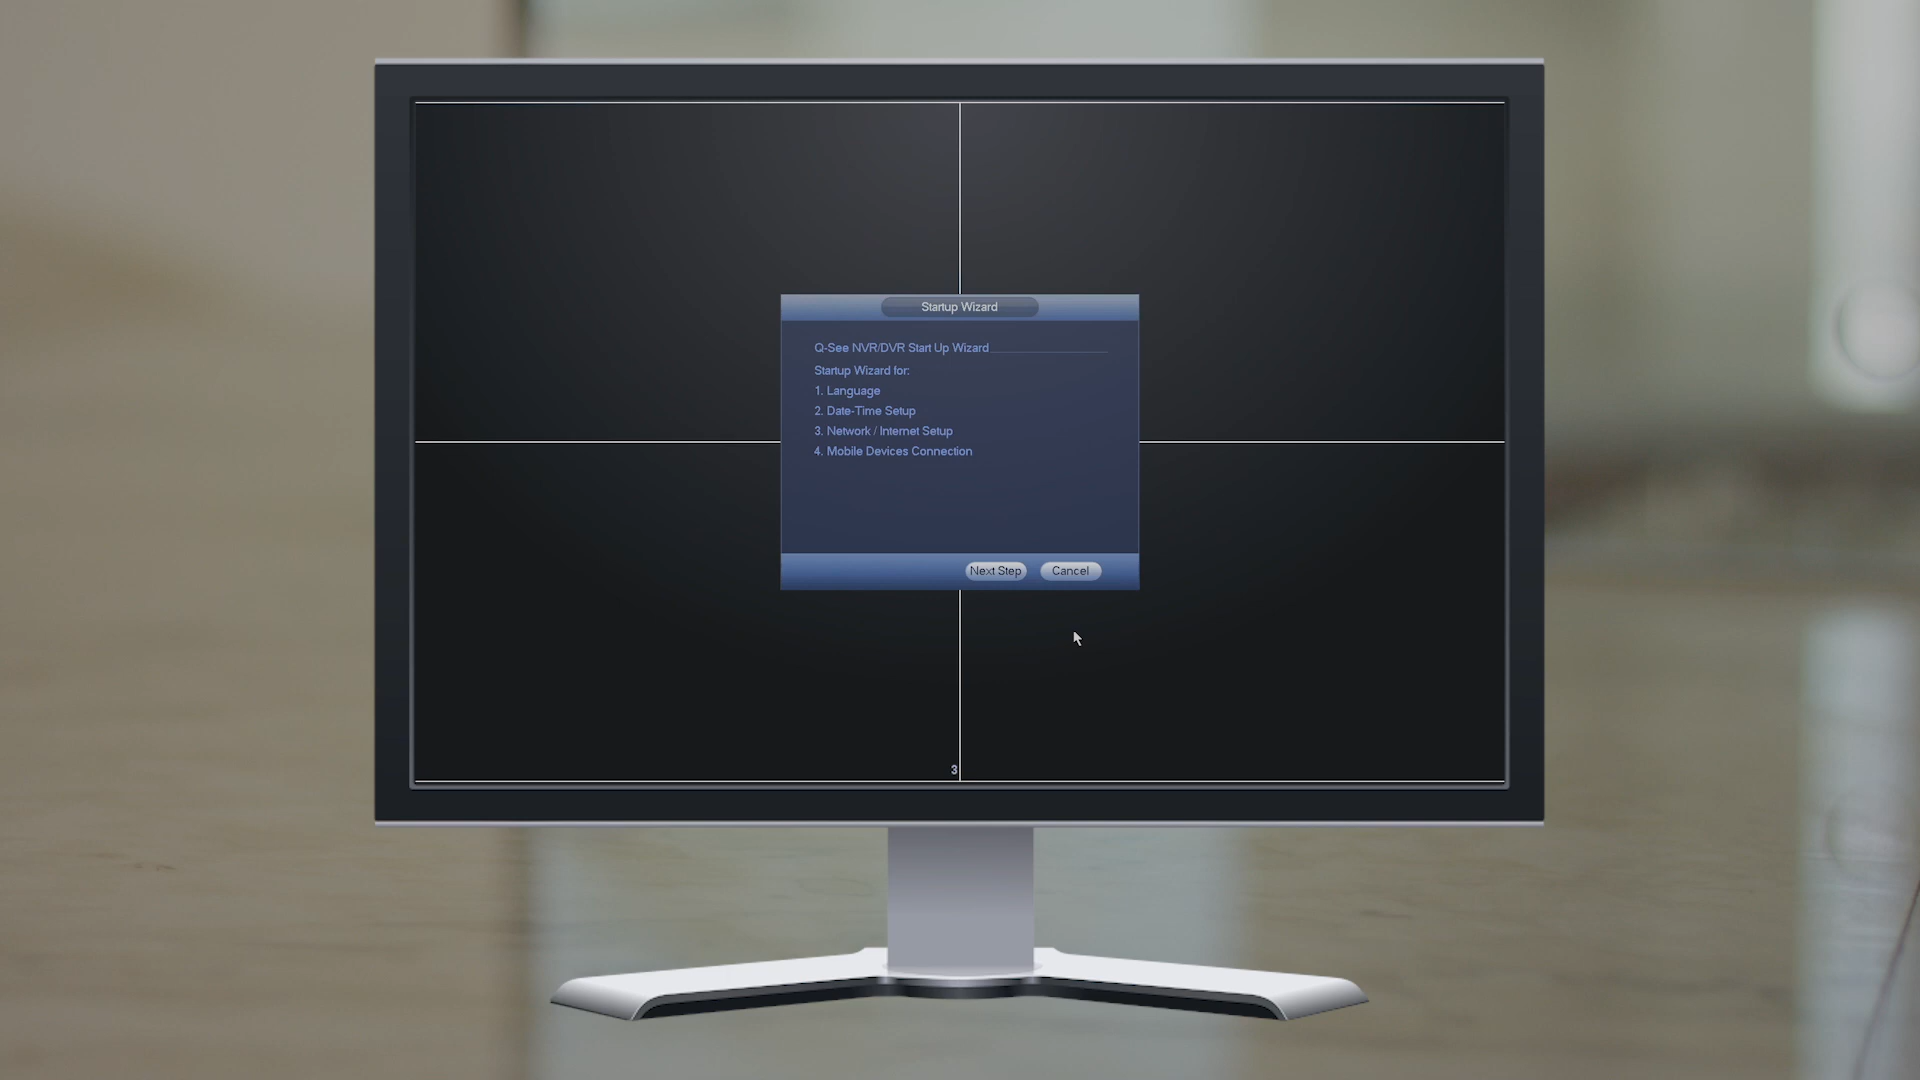 Startup Wizard
Q-See NVR/DVR Start Up Wizard
Startup Wizard for:
1. Language
2. Date-Time Setup
3. Network / Internet Setup
4. Mobile Devices Connection
Next Step Cancel
3